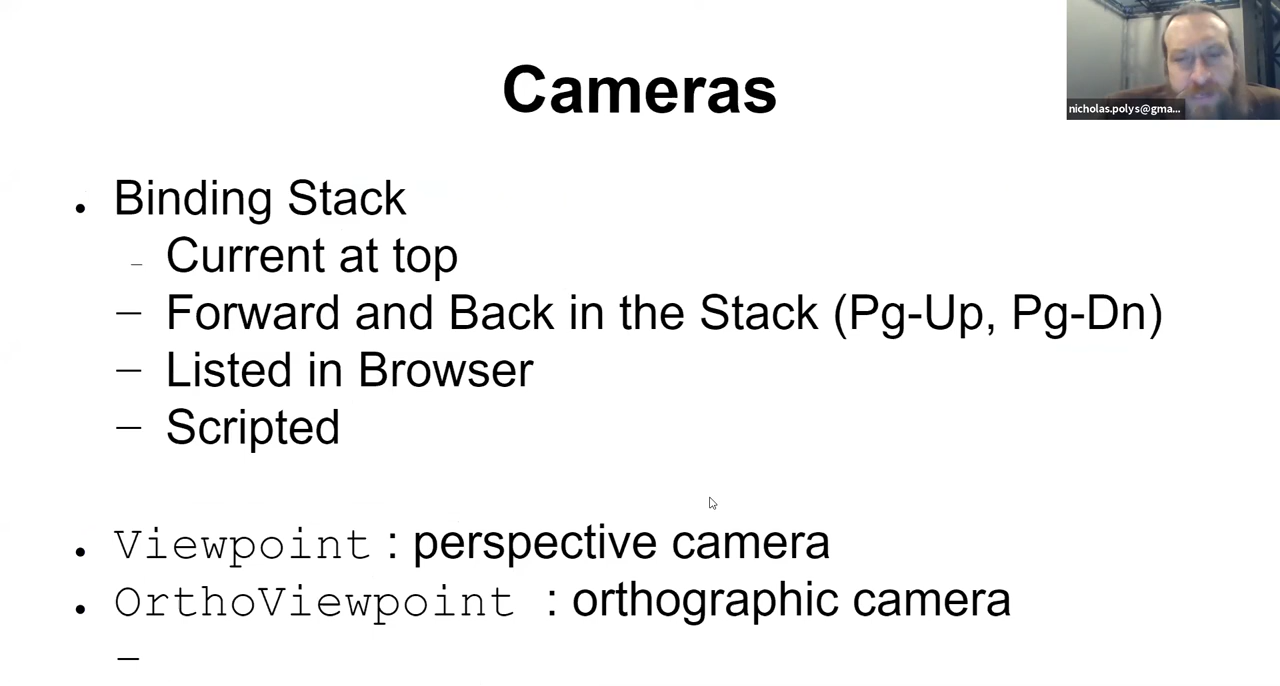 Cameras
nicholas.polys@gma...
• Binding Stack
– Current at top
– Forward and Back in the Stack (Pg-Up, Pg-Dn)
– Listed in Browser
– Scripted
• Viewpoint : perspective camera
• OrthoViewpoint : orthographic camera
–